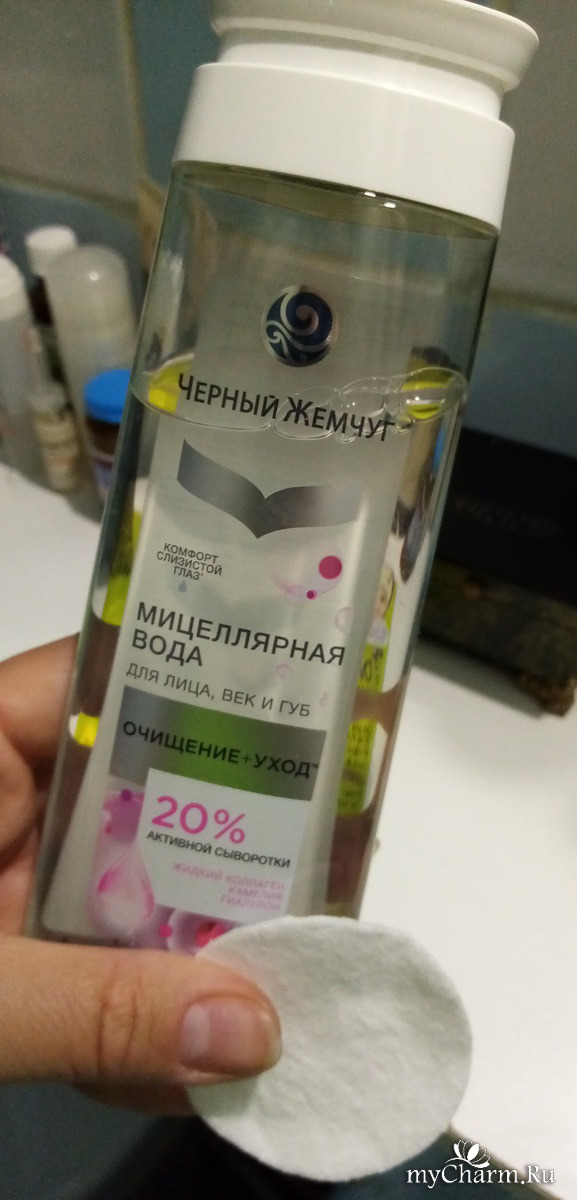 ЧЕРНЫЙ ЖЕМЧУГ
КОМФОРТ
СЛИЗИСТОЙ
ГЛАЗ*
МИЦЕЛЛЯРНАЯ
ВОДА
ДЛЯ ЛИЦА, ВЕК И ГУБ
ОЧИЩЕНИЕ+УХОД™
20%
АКТИВНОЙ СЫВОРОТКИ
ЖИДКИЙ КОЛЛАГЕН
КАМЕЛИЯ
ГИАЛУРОН
myCharm.Ru